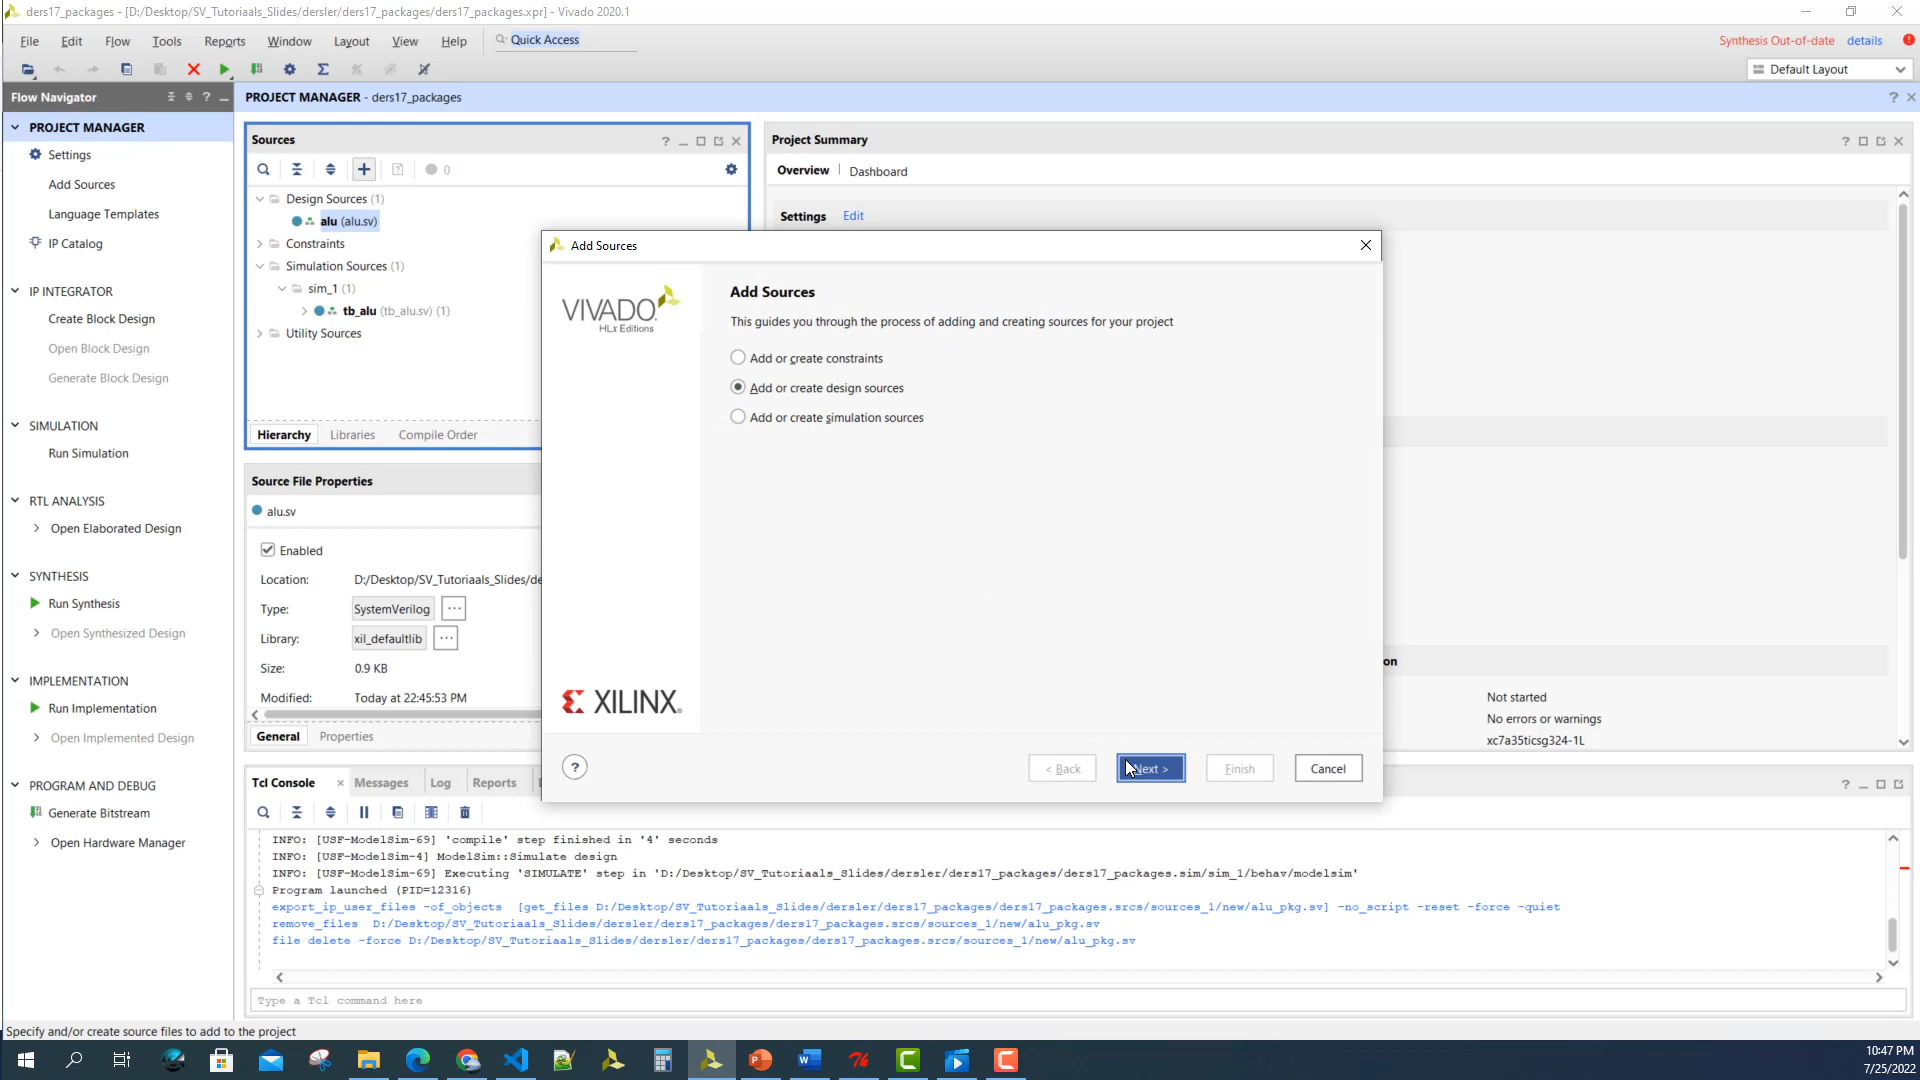 ders17_packages - [D:/Desktop/SV_Tutoriaals_Slides/dersler/ders17_packages/ders17_packages.xpr] - Vivado 2020.1
File Edit Flow Tools Reports Window Layout View Help Quick Access
Synthesis Out-of-date details
Default Layout
Flow Navigator
PROJECT MANAGER
Settings
Add Sources
Language Templates
IP Catalog
IP INTEGRATOR
Create Block Design
Open Block Design
Generate Block Design
SIMULATION
Run Simulation
RTL ANALYSIS
Open Elaborated Design
SYNTHESIS
Run Synthesis
Open Synthesized Design
IMPLEMENTATION
Run Implementation
Open Implemented Design
PROGRAM AND DEBUG
Generate Bitstream
Open Hardware Manager
PROJECT MANAGER - ders17_packages
Sources
0
Design Sources (1)
alu (alu.sv)
Constraints
Simulation Sources (1)
sim_1 (1)
tb_alu (tb_alu.sv) (1)
Utility Sources
Hierarchy Libraries Compile Order
Source File Properties
alu.sv
Enabled
Location: D:/Desktop/SV_Tutoriaals_Slides/de
Type: SystemVerilog
Library: xil_defaultlib
Size: 0.9 KB
Modified: Today at 22:45:53 PM
General Properties
Project Summary
Overview Dashboard
Settings Edit
on
Not started
No errors or warnings
xc7a35ticsg324-1L
Add Sources
VIVADO
HLx Editions
XILINX
Add Sources
This guides you through the process of adding and creating sources for your project
Add or create constraints
Add or create design sources
Add or create simulation sources
? < Back Next > Finish Cancel
Tcl Console Messages Log Reports
INFO: [USF-ModelSim-69] 'compile' step finished in '4' seconds
INFO: [USF-ModelSim-4] ModelSim::Simulate design
INFO: [USF-ModelSim-69] Executing 'SIMULATE' step in 'D:/Desktop/SV_Tutoriaals_Slides/dersler/ders17_packages/ders17_packages.sim/sim_1/behav/modelsim'
Program launched (PID=12316)
export_ip_user_files -of_objects [get_files D:/Desktop/SV_Tutoriaals_Slides/dersler/ders17_packages/ders17_packages.srcs/sources_1/new/alu_pkg.sv] -no_script -reset -force -quiet
remove_files D:/Desktop/SV_Tutoriaals_Slides/dersler/ders17_packages/ders17_packages.srcs/sources_1/new/alu_pkg.sv
file delete -force D:/Desktop/SV_Tutoriaals_Slides/dersler/ders17_packages/ders17_packages.srcs/sources_1/new/alu_pkg.sv
Type a Tcl command here
Specify and/or create source files to add to the project
10:47 PM
7/25/2022